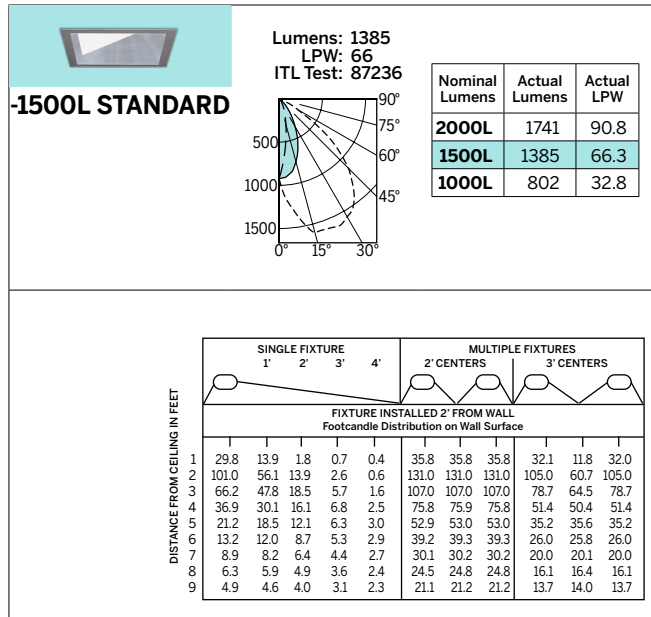 -1500L STANDARD
Lumens: 1385
LPW: 66
ITL Test: 87236
90°
75°
60°
45°
500
1000
1500
0° 15° 30°
Nominal Lumens Actual Lumens Actual LPW
2000L 1741 90.8
1500L 1385 66.3
1000L 802 32.8
SINGLE FIXTURE MULTIPLE FIXTURES
1' 2' 3' 4' 2' CENTERS 3' CENTERS
FIXTURE INSTALLED 2' FROM WALL
Footcandle Distribution on Wall Surface
DISTANCE FROM CEILING IN FEET
1 29.8 13.9 1.8 0.7 0.4 35.8 35.8 35.8 32.1 11.8 32.0
2 101.0 56.1 13.9 2.6 0.6 131.0 131.0 131.0 105.0 60.7 105.0
3 66.2 47.8 18.5 5.7 1.6 107.0 107.0 107.0 78.7 64.5 78.7
4 36.9 30.1 16.1 6.8 2.5 75.8 75.9 75.8 51.4 50.4 51.4
5 21.2 18.5 12.1 6.3 3.0 52.9 53.0 53.0 35.2 35.6 35.2
6 13.2 12.0 8.7 5.3 2.9 39.2 39.3 39.3 26.0 25.8 26.0
7 8.9 8.2 6.4 4.4 2.7 30.1 30.2 30.2 20.0 20.1 20.0
8 6.3 5.9 4.9 3.6 2.4 24.5 24.8 24.8 16.1 16.4 16.1
9 4.9 4.6 4.0 3.1 2.3 21.1 21.2 21.2 13.7 14.0 13.7